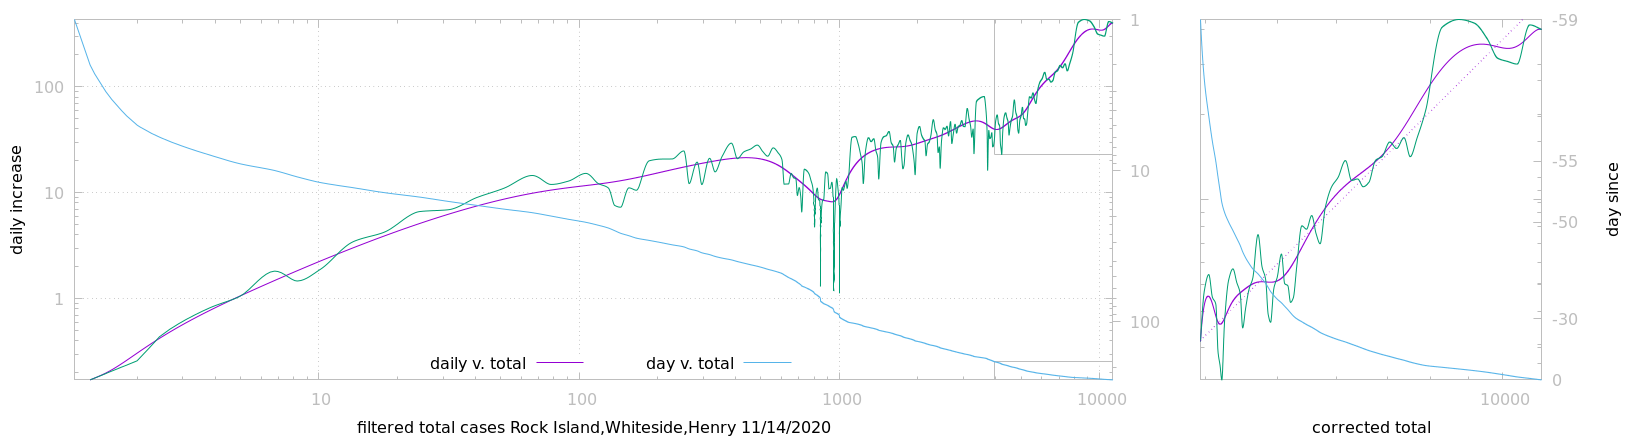 daily increase
100
10
1
daily v. total
day v. total
10
100
1000
10000
filtered total cases Rock Island,Whiteside,Henry 11/14/2020
1
10
100
-59
-55
-50
-30
0
day since
10000
corrected total